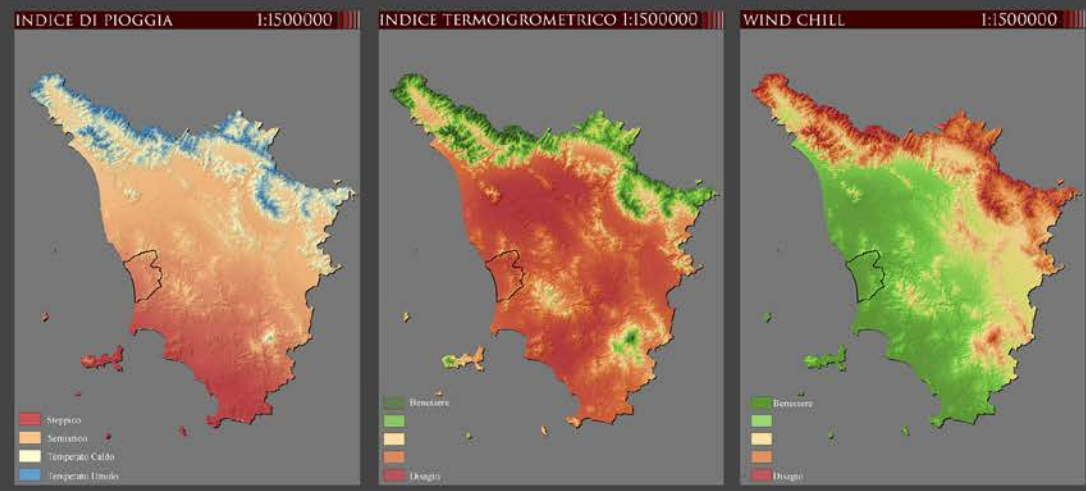 INDICE DI PIOGGIA 1:1500000
Steppico
Semiarido
Temperato Caldo
Temperato Umido
INDICE TERMOIGROMETRICO 1:1500000
Benessere
Disagio
WIND CHILL 1:1500000
Benessere
Disagio